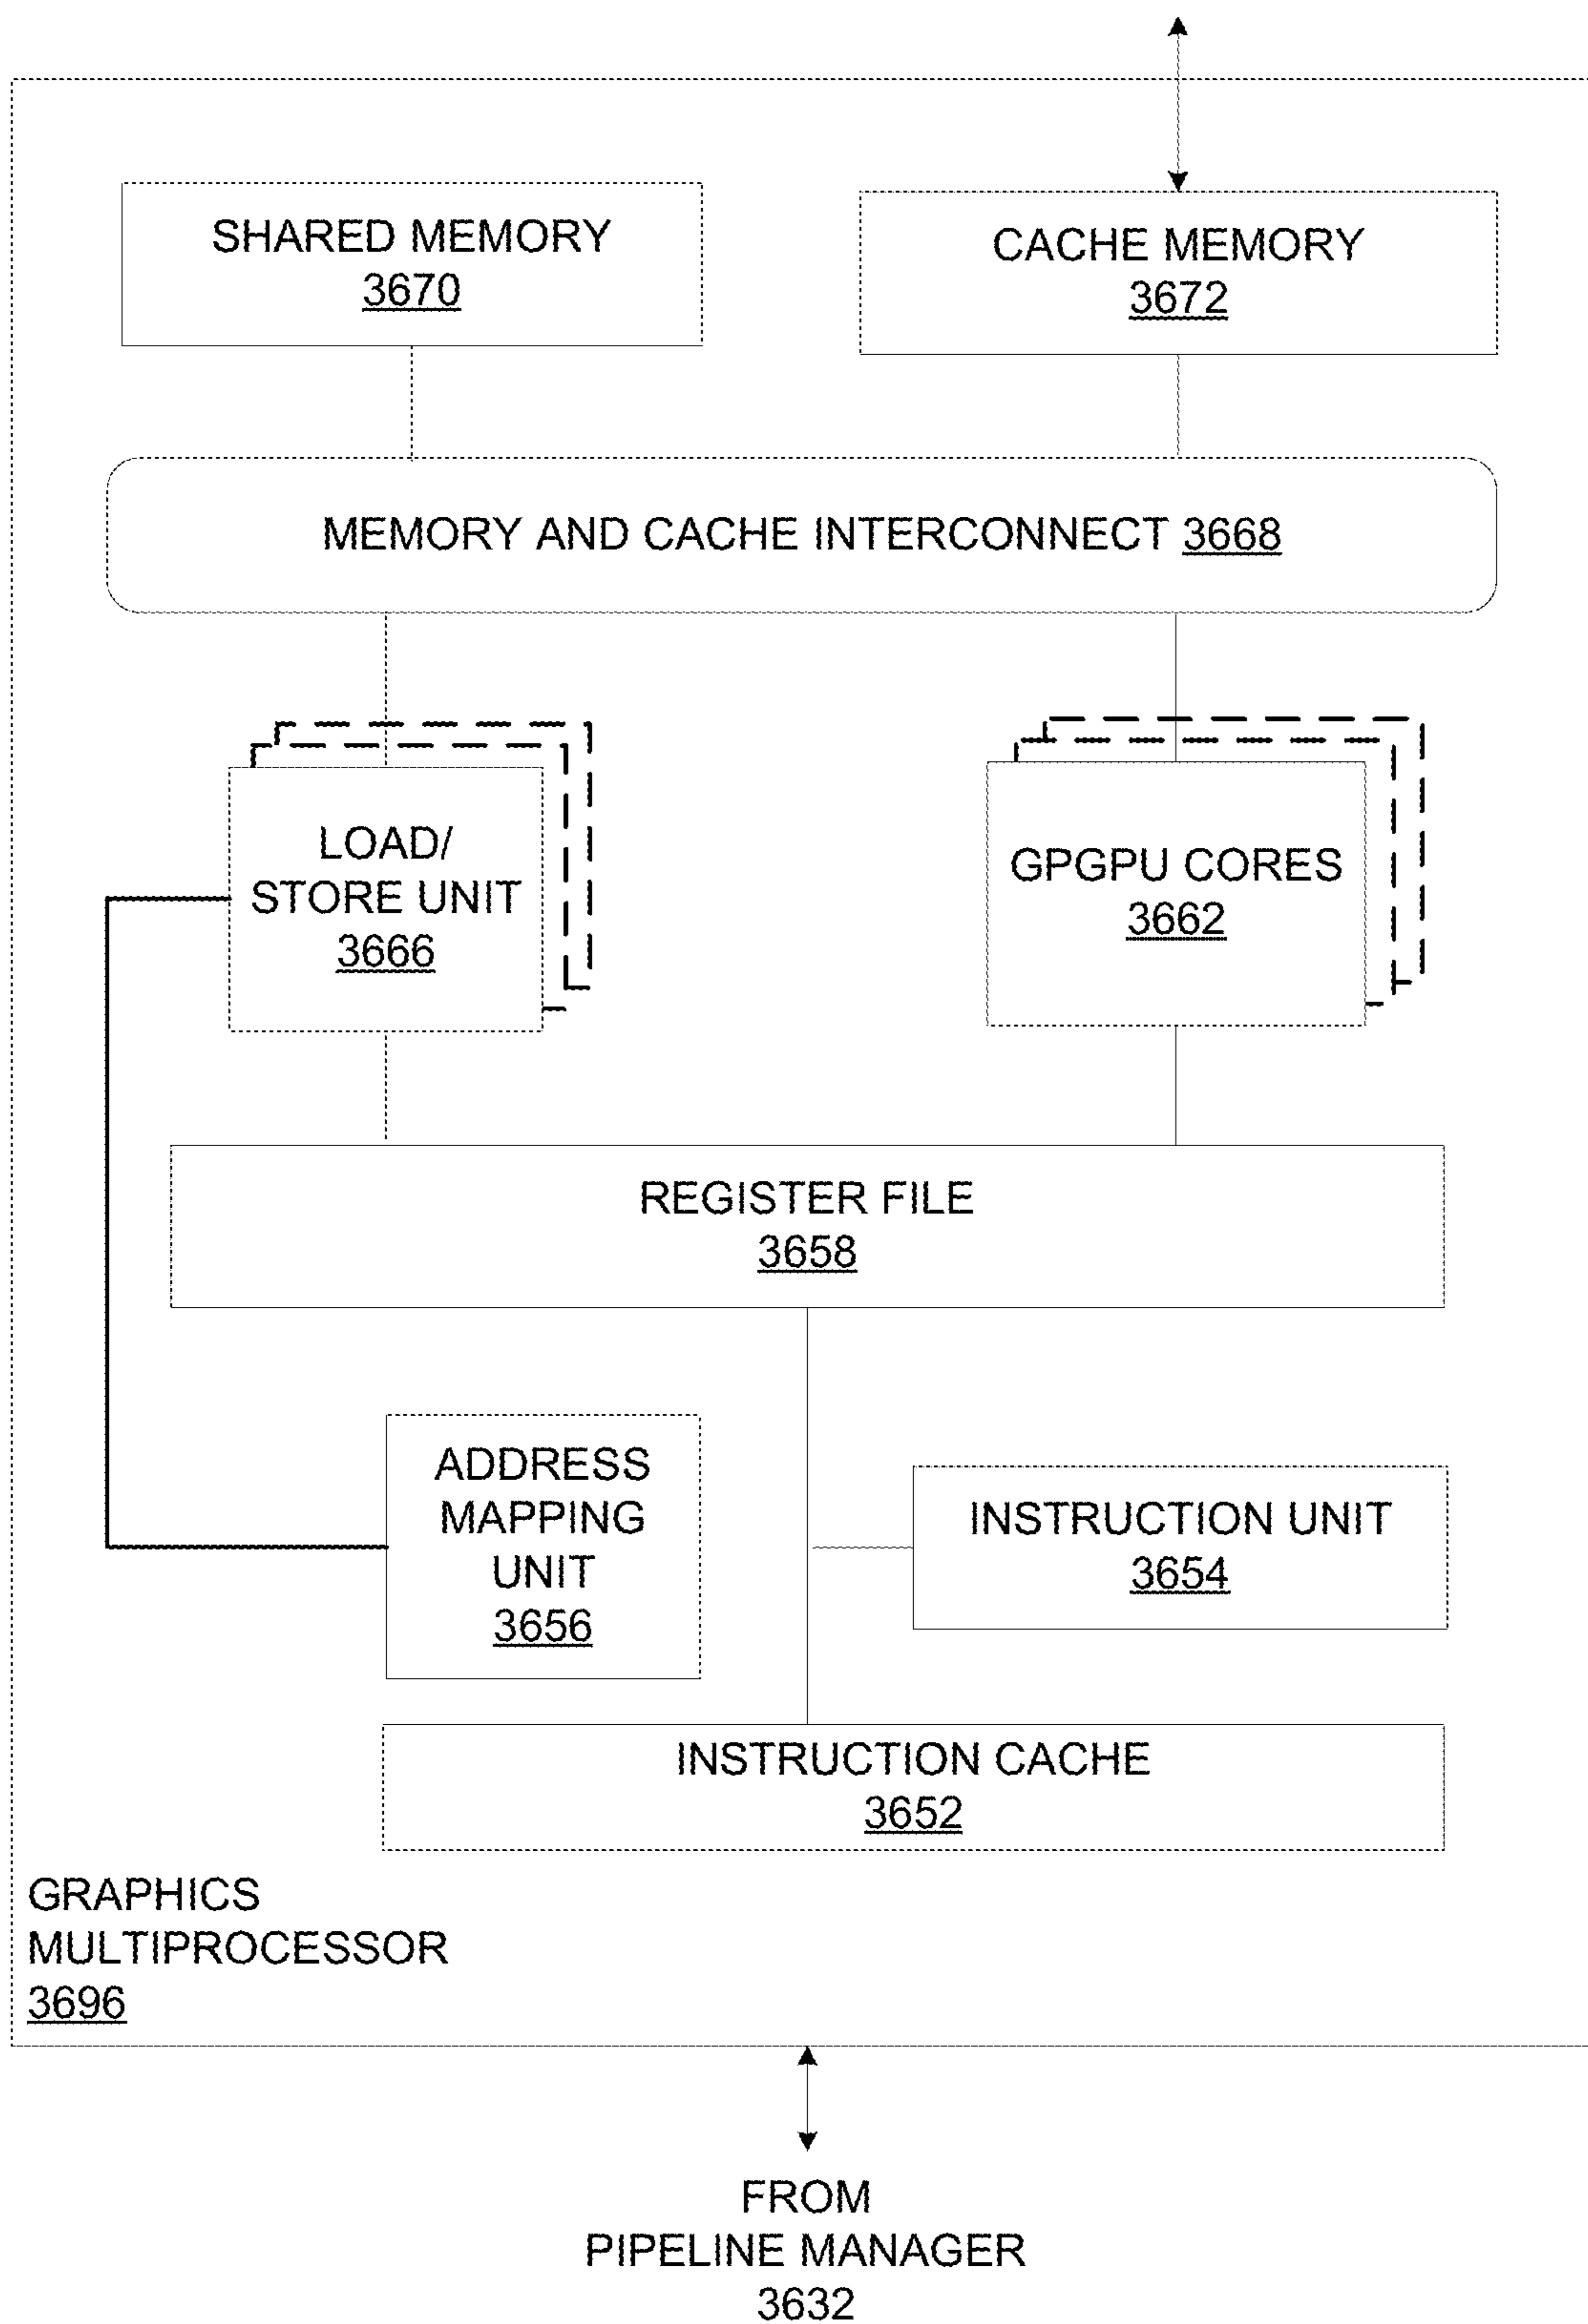 SHARED MEMORY
3670
CACHE MEMORY
3672
MEMORY AND CACHE INTERCONNECT 3668
LOAD/
STORE UNIT
3666
GPGPU CORES
3662
REGISTER FILE
3658
ADDRESS
MAPPING
UNIT
3656
INSTRUCTION UNIT
3654
INSTRUCTION CACHE
3652
GRAPHICS
MULTIPROCESSOR
3696
FROM
PIPELINE MANAGER
3632